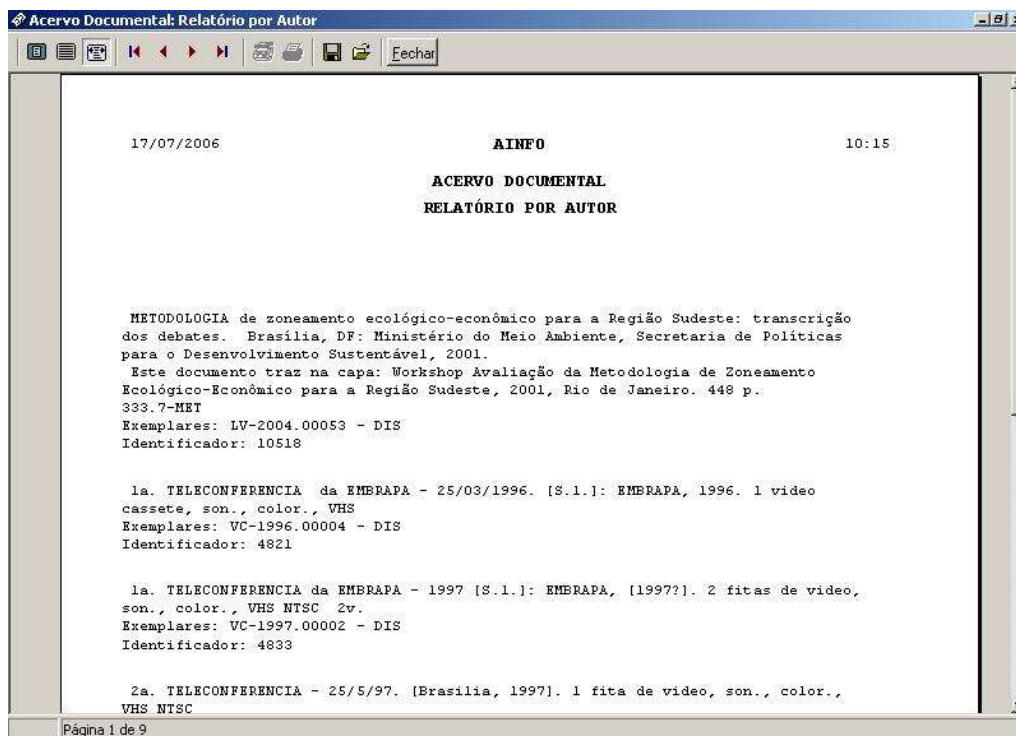 Acervo Documental: Relatório por Autor
Fechar
17/07/2006 AINFO 10:15
ACERVO DOCUMENTAL
RELATÓRIO POR AUTOR
METODOLOGIA de zoneamento ecológico-econômico para a Região Sudeste: transcrição
dos debates. Brasília, DF: Ministério do Meio Ambiente, Secretaria de Políticas
para o Desenvolvimento Sustentável, 2001.
Este documento traz na capa: Workshop Avaliação da Metodologia de Zoneamento
Ecológico-Econômico para a Região Sudeste, 2001, Rio de Janeiro. 448 p.
333.7-MET
Exemplares: LV-2004.00053 - DIS
Identificador: 10518
1a. TELECONFERENCIA da EMBRAPA - 25/03/1996. [S.l.]: EMBRAPA, 1996. 1 video
cassete, son., color., VHS
Exemplares: VC-1996.00004 - DIS
Identificador: 4821
1a. TELECONFERENCIA da EMBRAPA - 1997 [S.l.]: EMBRAPA, [1997?]. 2 fitas de video,
son., color., VHS NTSC 2v.
Exemplares: VC-1997.00002 - DIS
Identificador: 4833
2a. TELECONFERENCIA - 25/5/97. [Brasilia, 1997]. 1 fita de video, son., color.,
VHS NTSC
Página 1 de 9